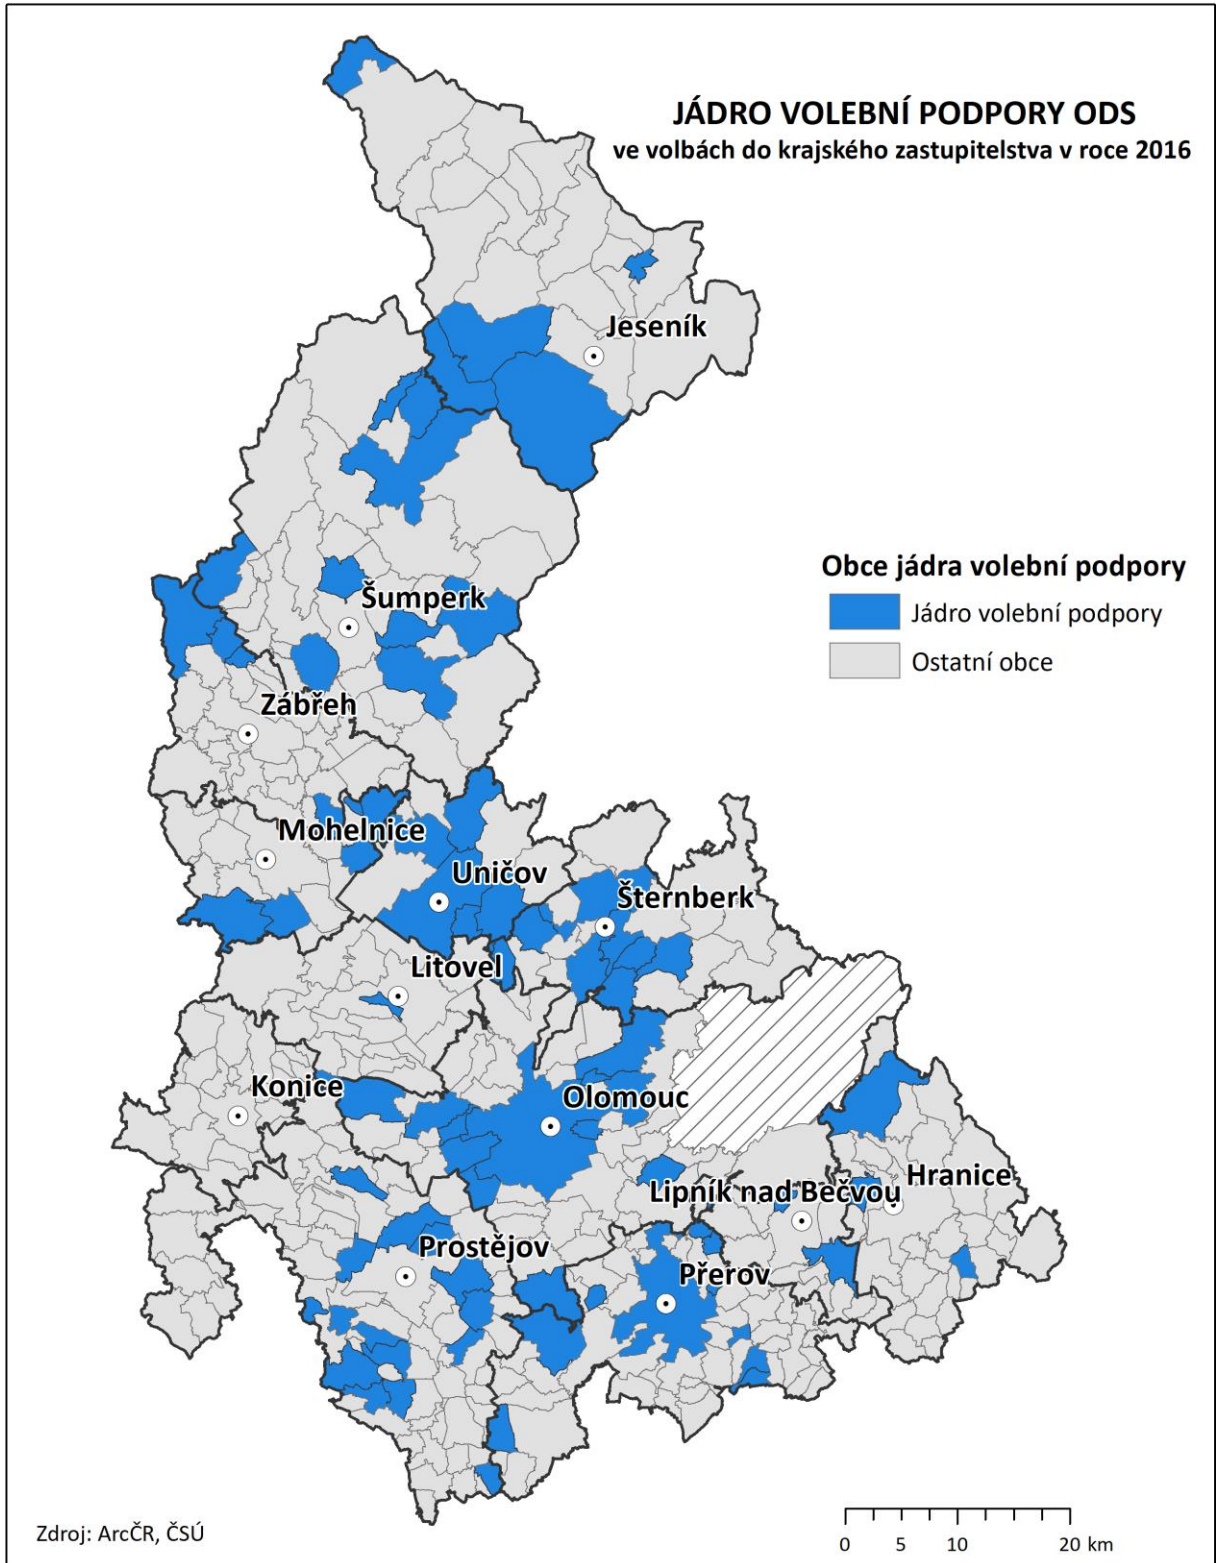 JÁDRO VOLEBNÍ PODPORY ODS
ve volbách do krajského zastupitelstva v roce 2016
Jeseník
Obce jádra volební podpory
Jádro volební podpory
Ostatní obce
Šumperk
Zábřeh
Mohelnice
Uničov
Šternberk
Litovel
Konice
Olomouc
Hranice
Lipník nad Bečvou
Prostějov
Přerov
Zdroj: ArcČR, ČSÚ
0 5 10 20 km